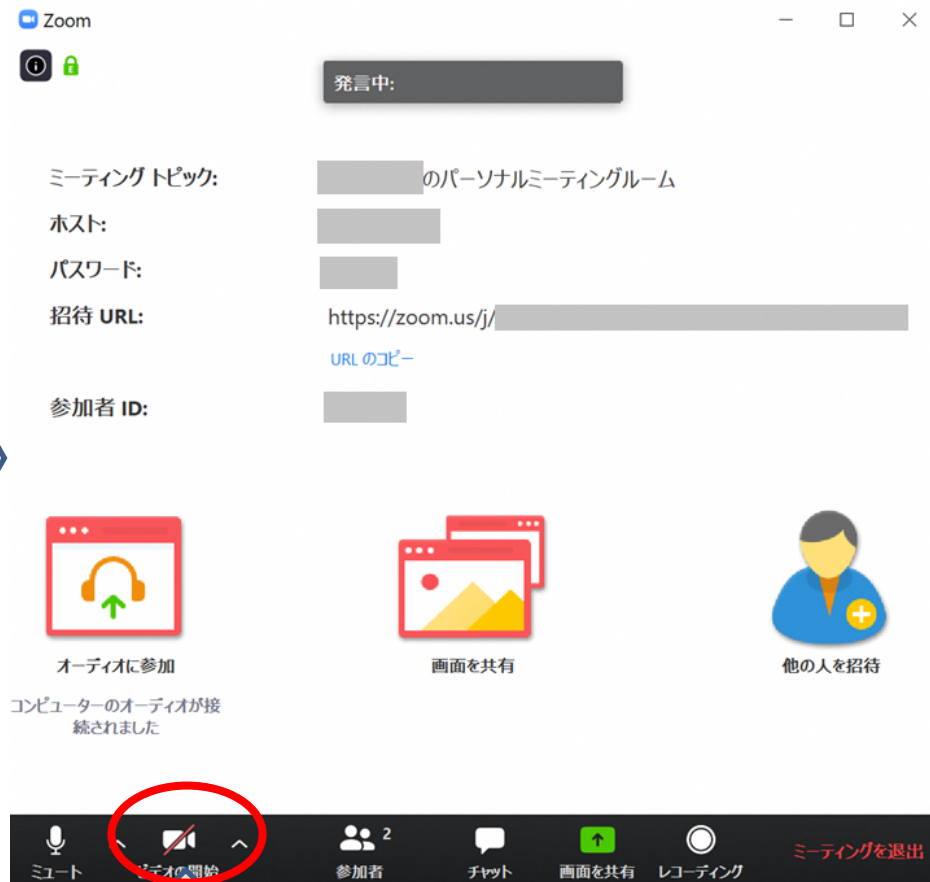 Zoom
発言中:
ミーティング トピック:
のパーソナルミーティングルーム
ホスト:
パスワード:
招待 URL:
https://zoom.us/j/
URL のコピー
参加者 ID:
オーディオに参加
画面を共有
他の人を招待
コンピューターのオーディオが接
続されました
2
ミュート
ビデオの開始
参加者
チャット
画面を共有
レコーディング
ミーティングを退出